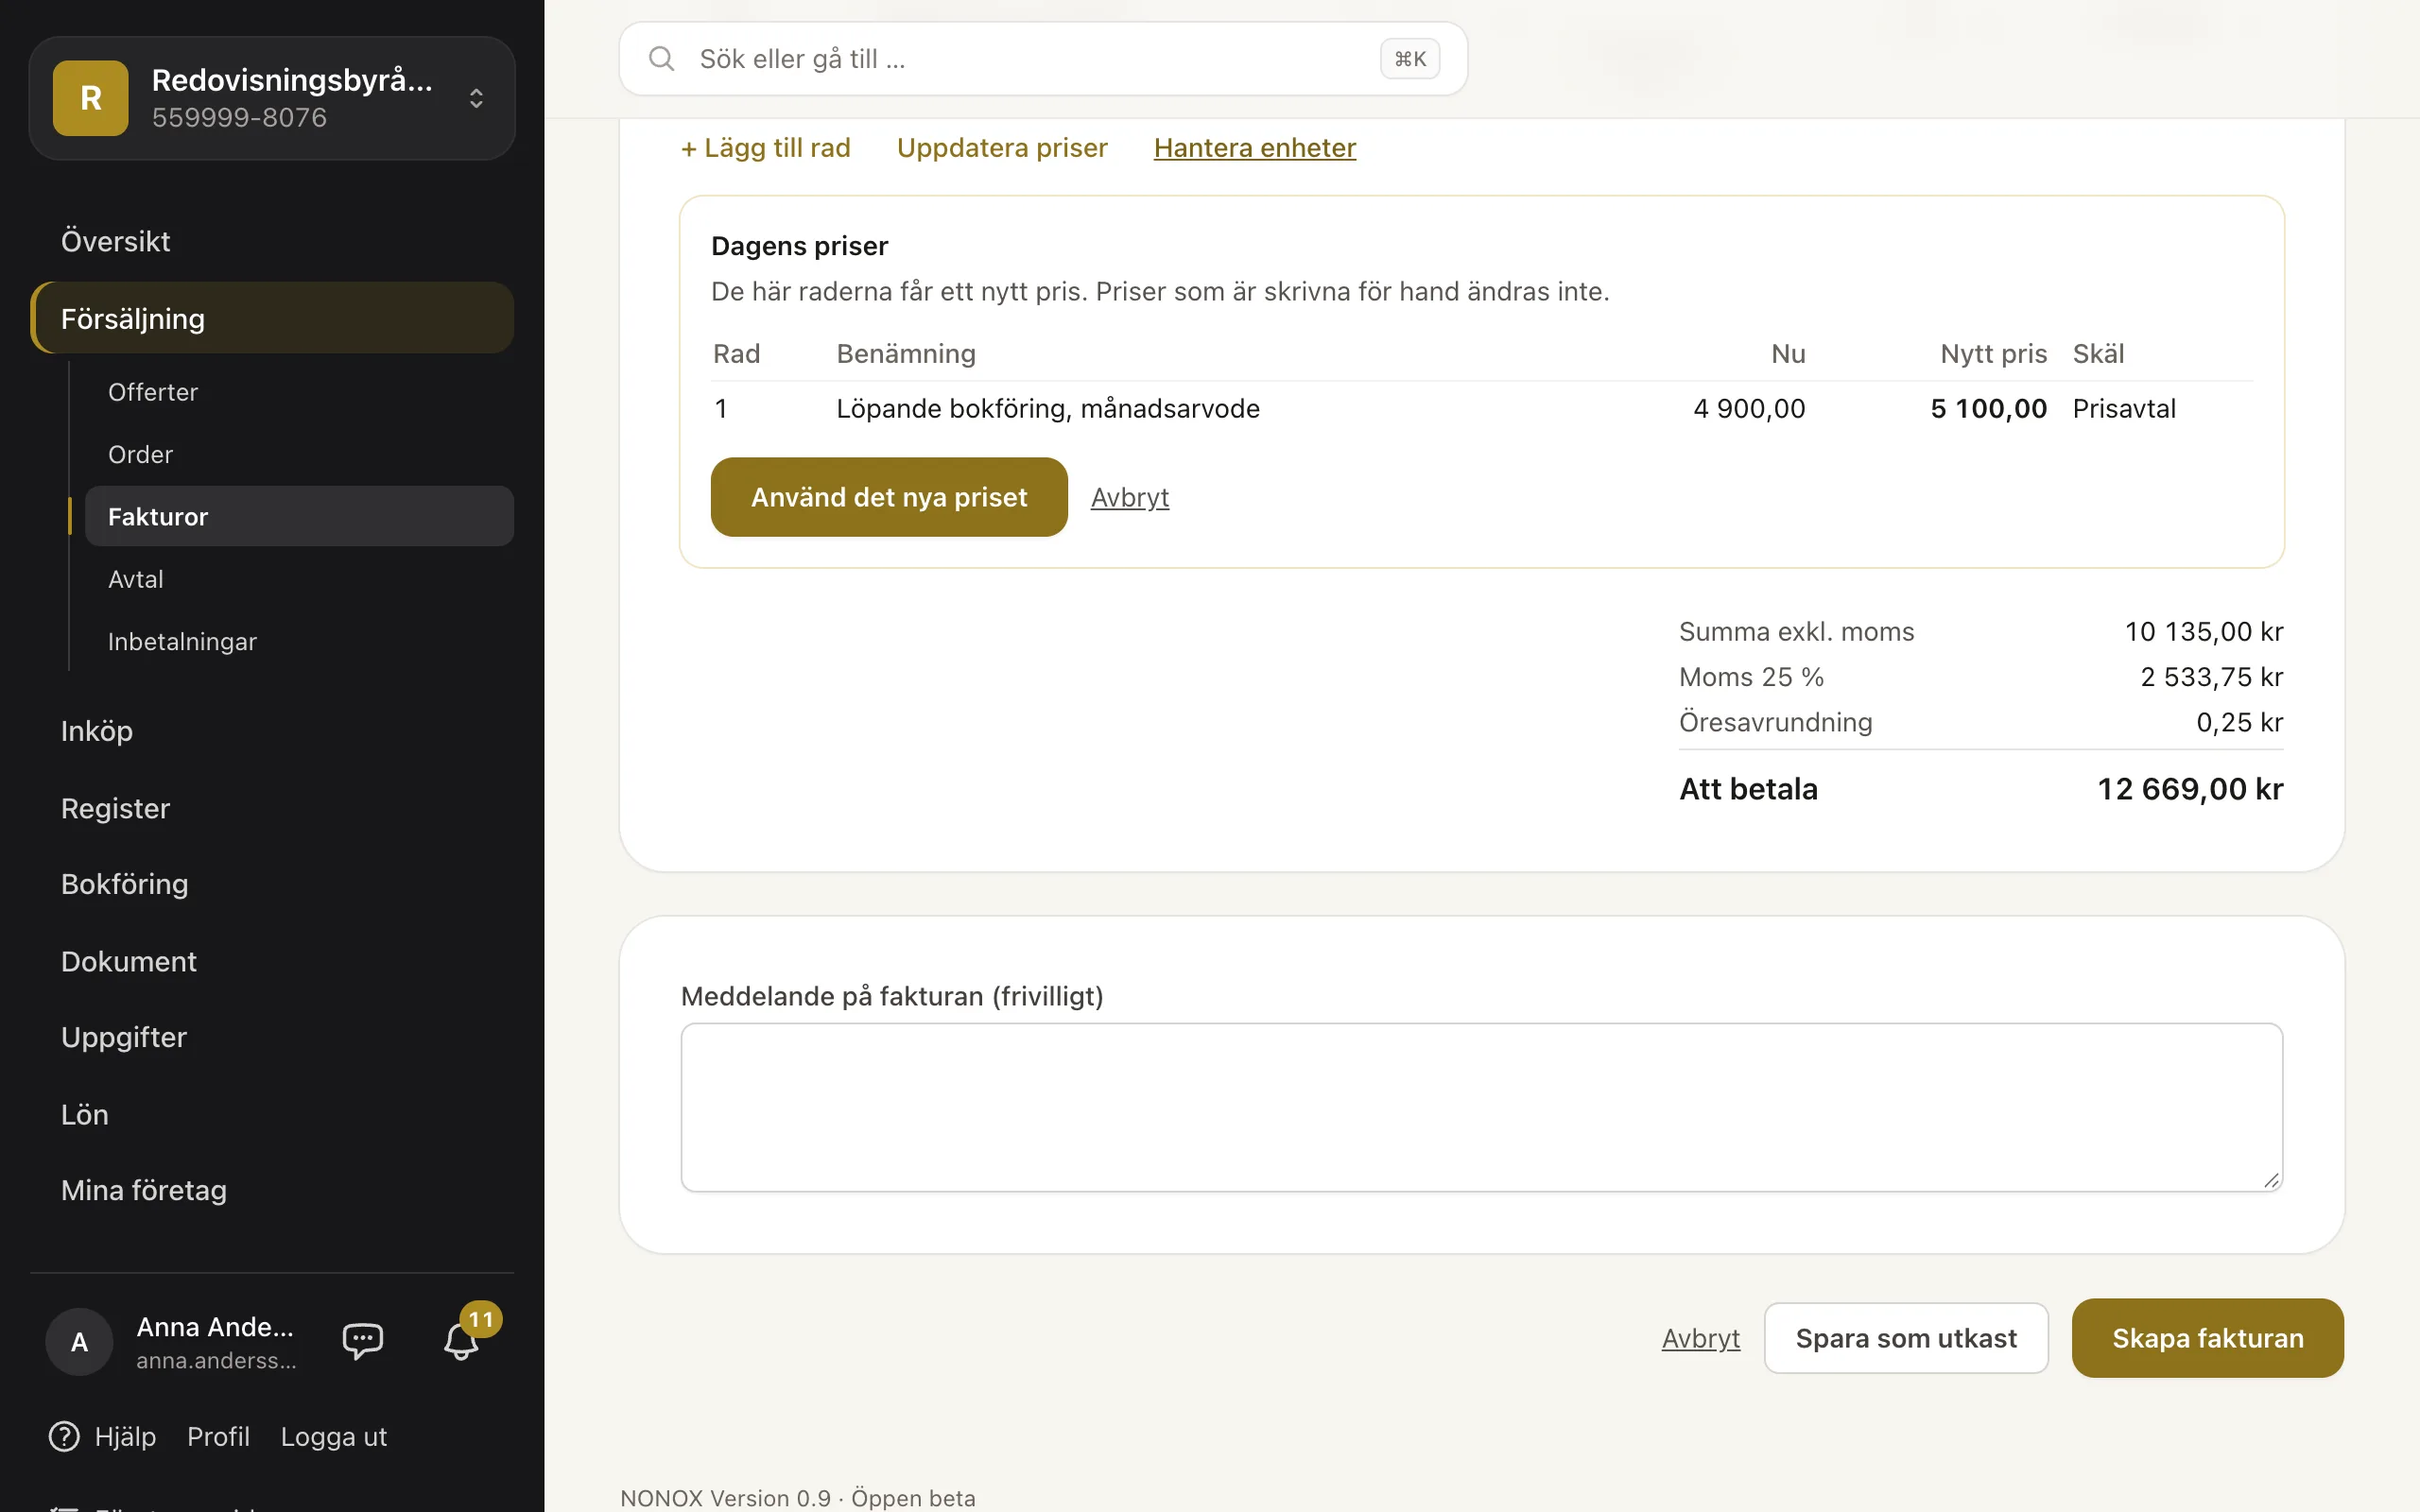 R
Redovisningsbyrå...
559999-8076
Översikt
Försäljning
Offerter
Order
Fakturor
Avtal
Inbetalningar
Inköp
Register
Bokföring
Dokument
Uppgifter
Lön
Mina företag
A
Anna Ande...
anna.anderss...
11
Hjälp Profil Logga ut
Sök eller gå till ... ⌘K
+ Lägg till rad Uppdatera priser Hantera enheter
Dagens priser
De här raderna får ett nytt pris. Priser som är skrivna för hand ändras inte.
Rad Benämning Nu Nytt pris Skäl
1 Löpande bokföring, månadsarvode 4 900,00 5 100,00 Prisavtal
Använd det nya priset Avbryt
Summa exkl. moms 10 135,00 kr
Moms 25 % 2 533,75 kr
Öresavrundning 0,25 kr
Att betala 12 669,00 kr
Meddelande på fakturan (frivilligt)
Avbryt Spara som utkast Skapa fakturan
NONOX Version 0.9 · Öppen beta